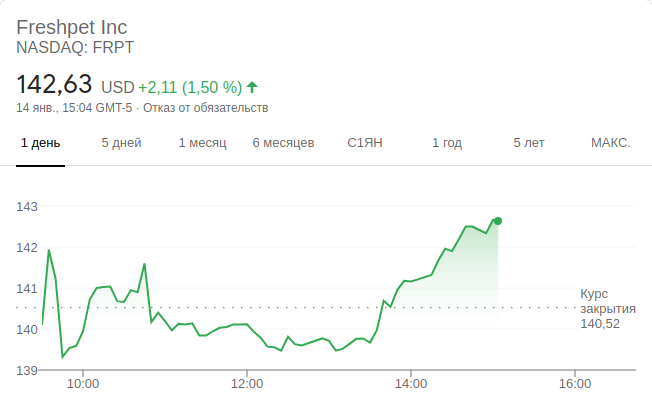 Freshpet Inc
NASDAQ: FRPT
142,63 USD +2,11 (1,50 %)
14 янв., 15:04 GMT-5 · Отказ от обязательств
1 день 5 дней 1 месяц 6 месяцев С1ЯН 1 год 5 лет МАКС.
143
142
141
140
139
Курс
закрытия
140,52
10:00 12:00 14:00 16:00